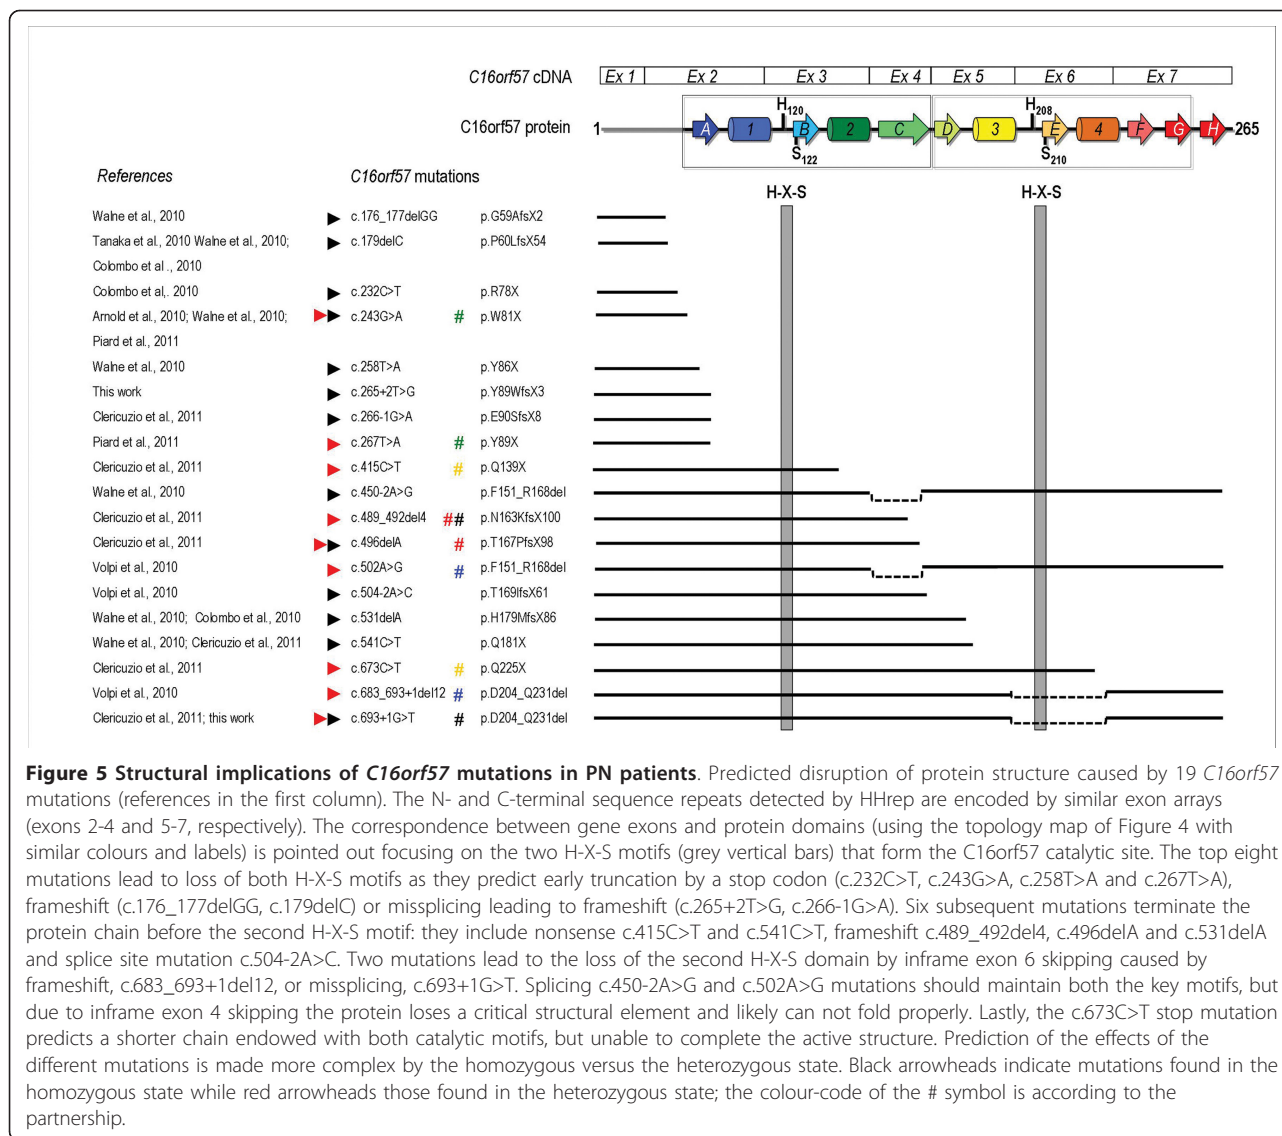 C16orf57 cDNA Ex 1 Ex 2 Ex 3 Ex 4 Ex 5 Ex 6 Ex 7
H120 H208
C16orf57 protein 1 A 1 B 2 C D 3 E 4 F G H 265
S122 S210
References C16orf57 mutations H-X-S H-X-S
Walne et al., 2010 c.176_177delGG p.G59AfsX2
Tanaka et al., 2010 Walne et al., 2010; c.179delC p.P60LfsX54
Colombo et al ., 2010
Colombo et al,. 2010 c.232C>T p.R78X
Arnold et al., 2010; Walne et al., 2010; c.243G>A # p.W81X
Piard et al., 2011
Walne et al., 2010 c.258T>A p.Y86X
This work c.265+2T>G p.Y89WfsX3
Clericuzio et al., 2011 c.266-1G>A p.E90SfsX8
Piard et al., 2011 c.267T>A # p.Y89X
Clericuzio et al., 2011 c.415C>T # p.Q139X
Walne et al., 2010 c.450-2A>G p.F151_R168del
Clericuzio et al., 2011 c.489_492del4 ## p.N163KfsX100
Clericuzio et al., 2011 c.496delA # p.T167PfsX98
Volpi et al., 2010 c.502A>G # p.F151_R168del
Volpi et al., 2010 c.504-2A>C p.T169IfsX61
Walne et al., 2010; Colombo et al., 2010 c.531delA p.H179MfsX86
Walne et al., 2010; Clericuzio et al., 2011 c.541C>T p.Q181X
Clericuzio et al., 2011 c.673C>T # p.Q225X
Volpi et al., 2010 c.683_693+1del12 # p.D204_Q231del
Clericuzio et al., 2011; this work c.693+1G>T # p.D204_Q231del
Figure 5 Structural implications of C16orf57 mutations in PN patients. Predicted disruption of protein structure caused by 19 C16orf57
mutations (references in the first column). The N- and C-terminal sequence repeats detected by HHrep are encoded by similar exon arrays
(exons 2-4 and 5-7, respectively). The correspondence between gene exons and protein domains (using the topology map of Figure 4 with
similar colours and labels) is pointed out focusing on the two H-X-S motifs (grey vertical bars) that form the C16orf57 catalytic site. The top eight
mutations lead to loss of both H-X-S motifs as they predict early truncation by a stop codon (c.232C>T, c.243G>A, c.258T>A and c.267T>A),
frameshift (c.176_177delGG, c.179delC) or missplicing leading to frameshift (c.265+2T>G, c.266-1G>A). Six subsequent mutations terminate the
protein chain before the second H-X-S motif: they include nonsense c.415C>T and c.541C>T, frameshift c.489_492del4, c.496delA and c.531delA
and splice site mutation c.504-2A>C. Two mutations lead to the loss of the second H-X-S domain by inframe exon 6 skipping caused by
frameshift, c.683_693+1del12, or missplicing, c.693+1G>T. Splicing c.450-2A>G and c.502A>G mutations should maintain both the key motifs, but
due to inframe exon 4 skipping the protein loses a critical structural element and likely can not fold properly. Lastly, the c.673C>T stop mutation
predicts a shorter chain endowed with both catalytic motifs, but unable to complete the active structure. Prediction of the effects of the
different mutations is made more complex by the homozygous versus the heterozygous state. Black arrowheads indicate mutations found in the
homozygous state while red arrowheads those found in the heterozygous state; the colour-code of the # symbol is according to the
partnership.